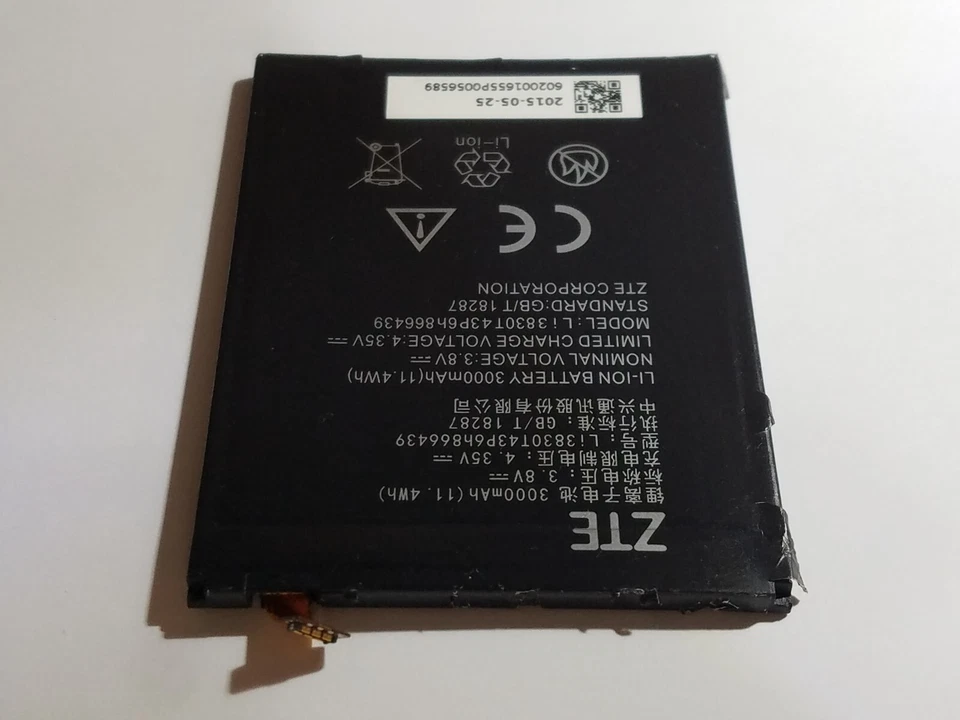 ZTE
锂离子电池 3000mAh(11.4Wh)
标称电压: 3.8V⎓
充电限制电压: 4.35V⎓
型号: Li3830T43P6h866439
执行标准: GB/T 18287
中兴通讯股份有限公司
LI-ION BATTERY 3000mAh(11.4Wh)
NOMINAL VOLTAGE:3.8V⎓
LIMITED CHARGE VOLTAGE:4.35V⎓
MODEL:Li3830T43P6h866439
STANDARD:GB/T 18287
ZTE CORPORATION
CE
Li-ion
2015-05-25
6020016555P0056589